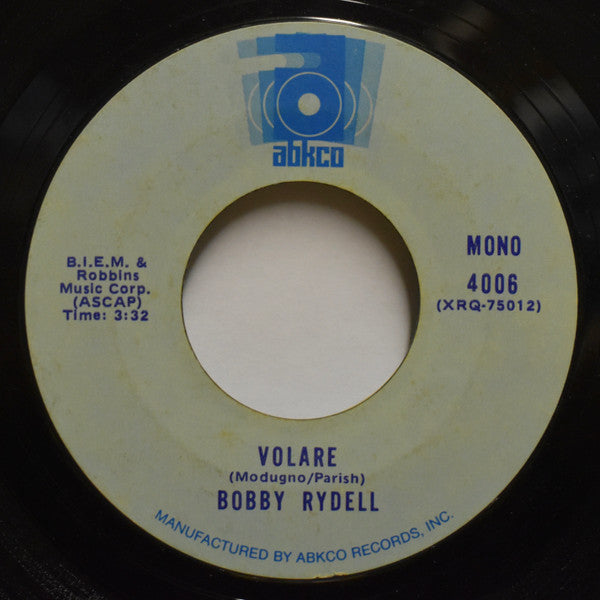 abkco
B.I.E.M. &
Robbins
Music Corp.
(ASCAP)
Time: 3:32
MONO
4006
(XRQ-75012)
VOLARE
(Modugno/Parish)
BOBBY RYDELL
MANUFACTURED BY ABKCO RECORDS, INC.